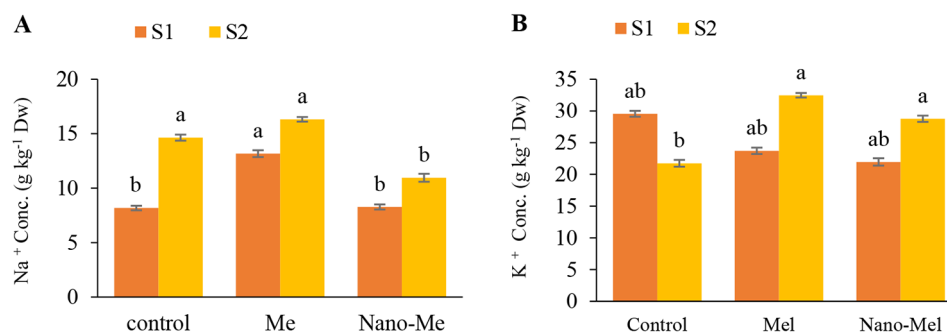 A
S1 S2
Na + Conc. (g kg-1 Dw)
20
15
10
5
0
b a a a b b
control Me Nano-Me
B
S1 S2
K + Conc. (g kg-1 Dw)
35
30
25
20
15
10
5
0
ab b ab a ab a
Control Mel Nano-Mel